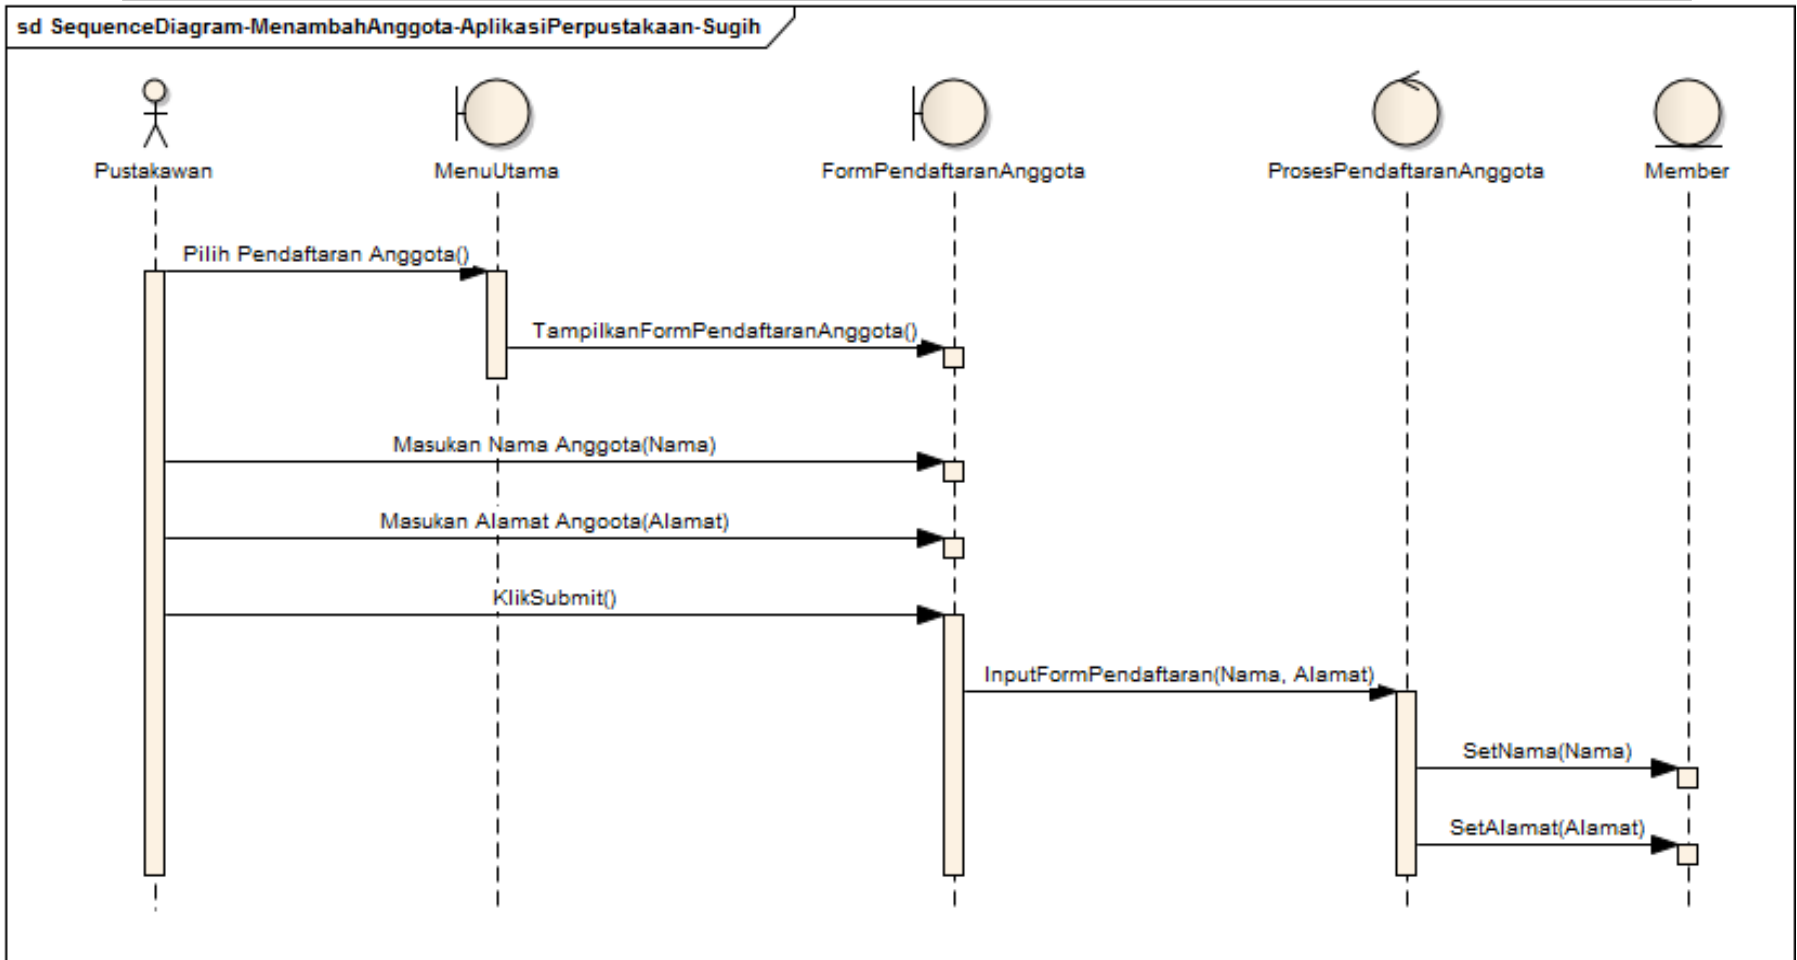 sd SequenceDiagram-MenambahAnggota-AplikasiPerpustakaan-Sugih
Pustakawan
MenuUtama
FormPendaftaranAnggota
ProsesPendaftaranAnggota
Member
Pilih Pendaftaran Anggota()
TampilkanFormPendaftaranAnggota()
Masukan Nama Anggota(Nama)
Masukan Alamat Angoota(Alamat)
KlikSubmit()
InputFormPendaftaran(Nama, Alamat)
SetNama(Nama)
SetAlamat(Alamat)